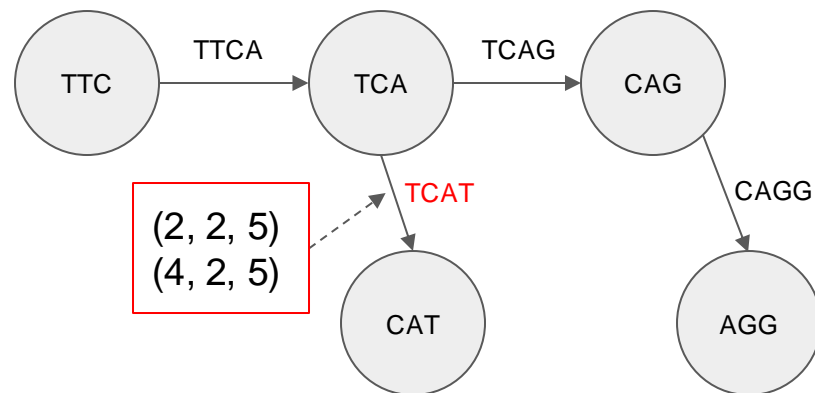 TTCA
TCAG
TTC
TCA
CAG
TCAT
CAGG
(2, 2, 5)
(4, 2, 5)
CAT
AGG